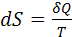 dS = δQ / T